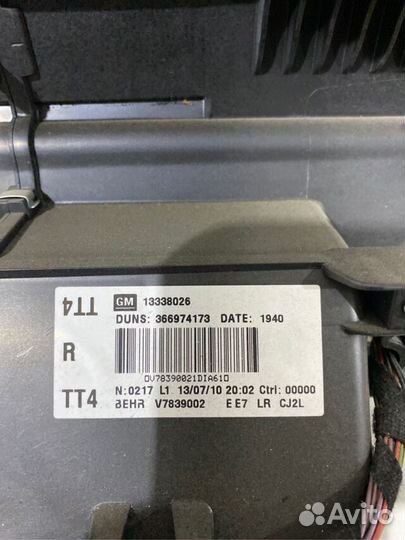 TT4
GM 13338026
DUNS: 366974173 DATE: 1940
R
0V78390021DIA610
TT4
N:0217 L1 13/07/10 20:02 Ctrl: 00000
BEHR V7839002 EE7 LR CJ2L
Avito